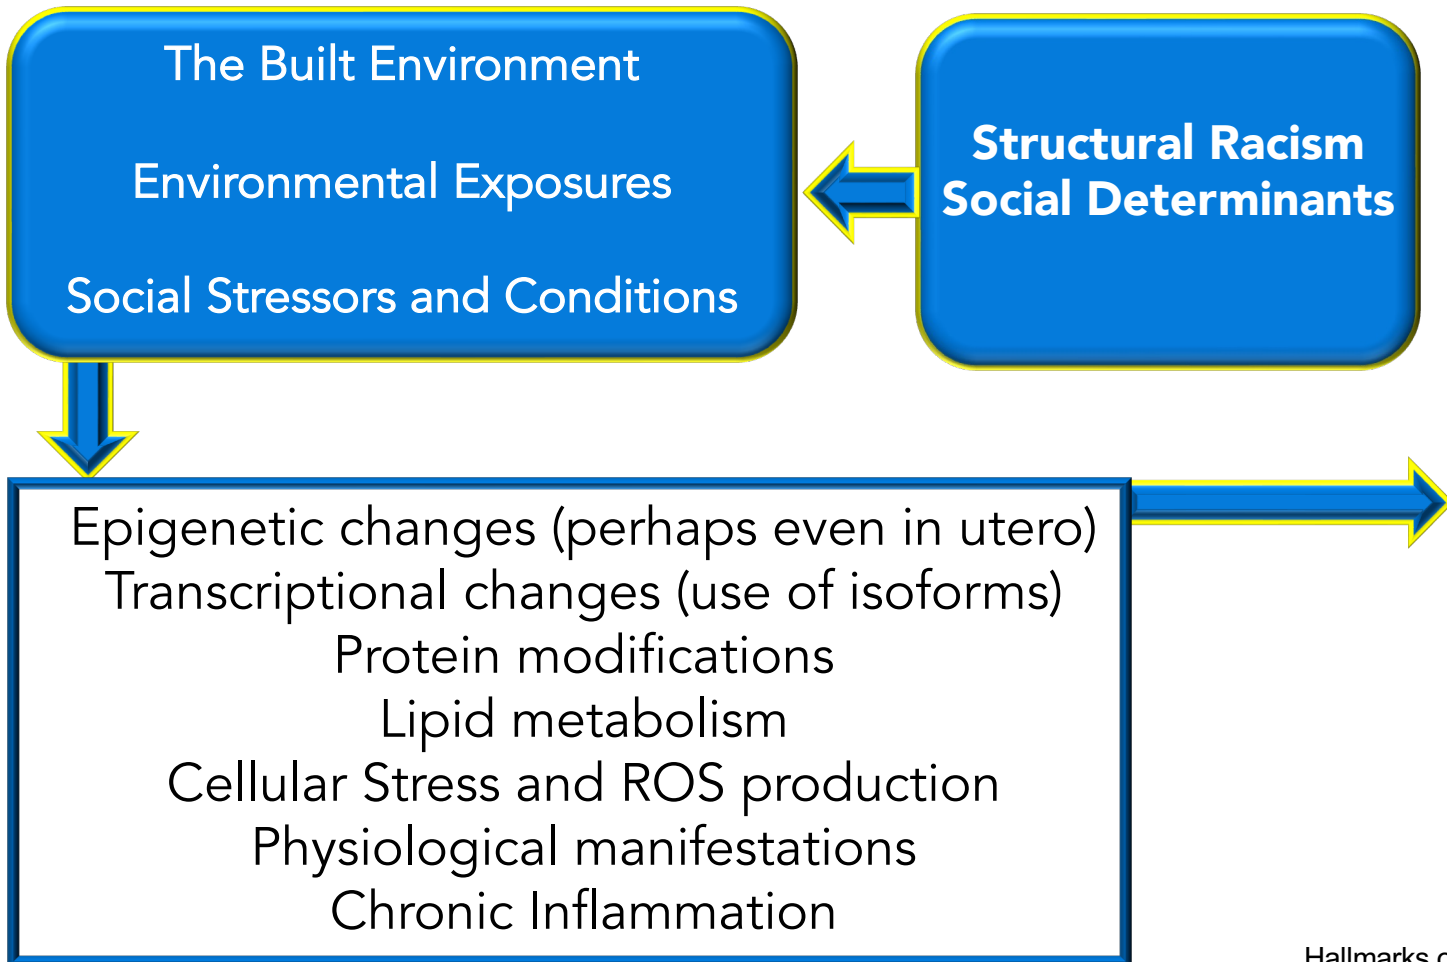 The Built Environment
Environmental Exposures
Social Stressors and Conditions
Structural Racism
Social Determinants
Epigenetic changes (perhaps even in utero)
Transcriptional changes (use of isoforms)
Protein modifications
Lipid metabolism
Cellular Stress and ROS production
Physiological manifestations
Chronic Inflammation
Hallmarks